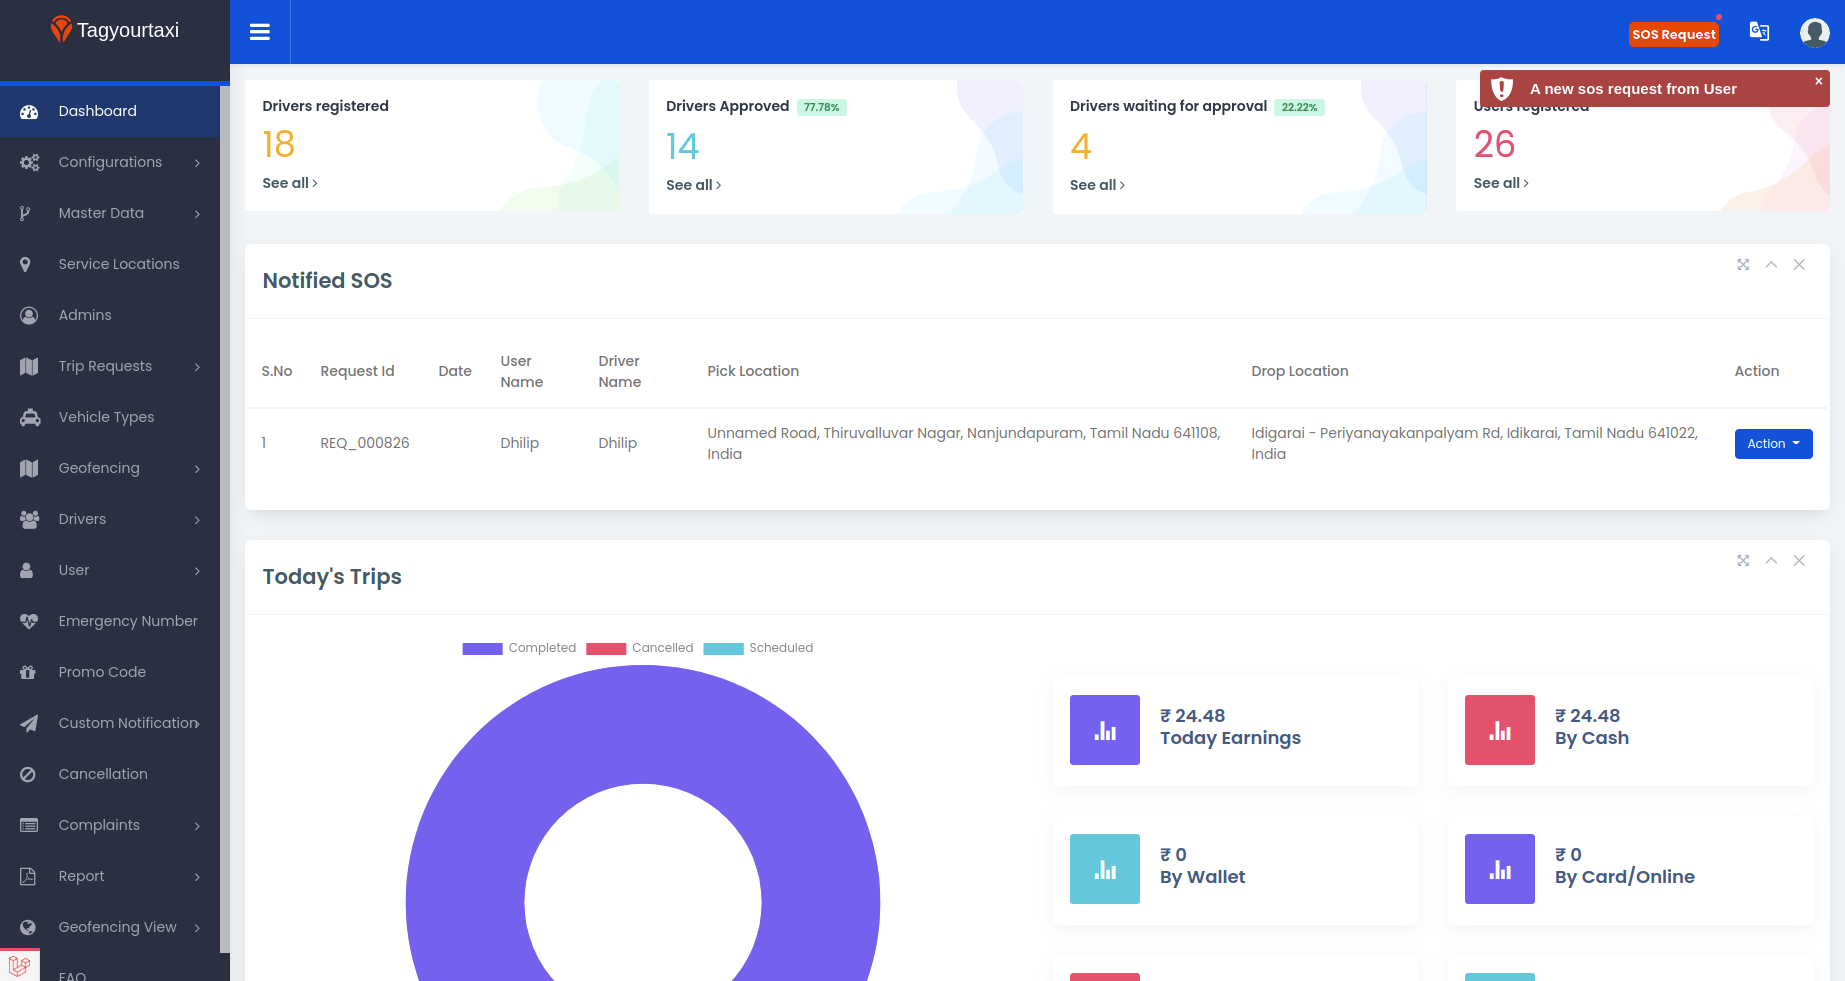 Tagyourtaxi
SOS Request
A new sos request from User
×
Dashboard
Configurations
Master Data
Service Locations
Admins
Trip Requests
Vehicle Types
Geofencing
Drivers
User
Emergency Number
Promo Code
Custom Notification
Cancellation
Complaints
Report
Geofencing View
FAQ
Drivers registered
18
See all
Drivers Approved 77.78%
14
See all
Drivers waiting for approval 22.22%
4
See all
Users registered
26
See all
Notified SOS
S.No Request Id Date User Name Driver Name Pick Location Drop Location Action
1 REQ_000826 Dhilip Dhilip Unnamed Road, Thiruvalluvar Nagar, Nanjundapuram, Tamil Nadu 641108, Idigarai - Periyanayakanpalyam Rd, Idikarai, Tamil Nadu 641022, Action
India India
Today's Trips
Completed Cancelled Scheduled
₹ 24.48
Today Earnings
₹ 24.48
By Cash
₹ 0
By Wallet
₹ 0
By Card/Online